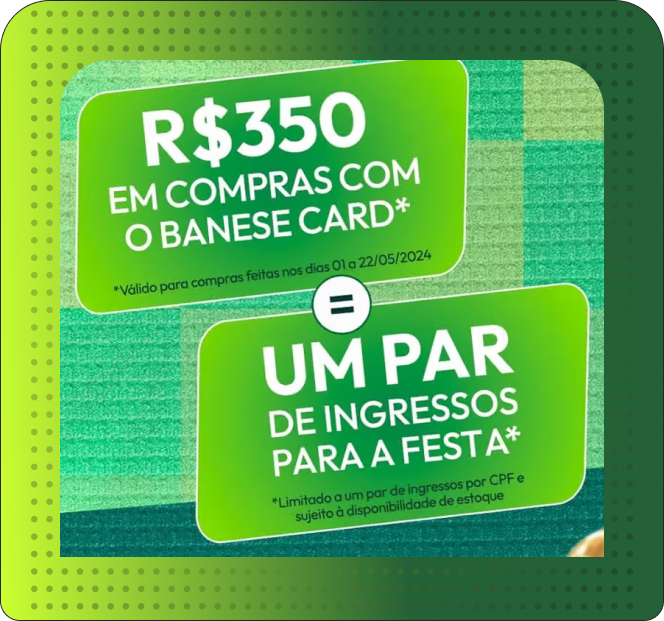 R$350
EM COMPRAS COM
O BANESE CARD*
*Válido para compras feitas nos dias 01 a 22/05/2024
=
UM PAR
DE INGRESSOS
PARA A FESTA*
*Limitado a um par de ingressos por CPF e
sujeito à disponibilidade de estoque